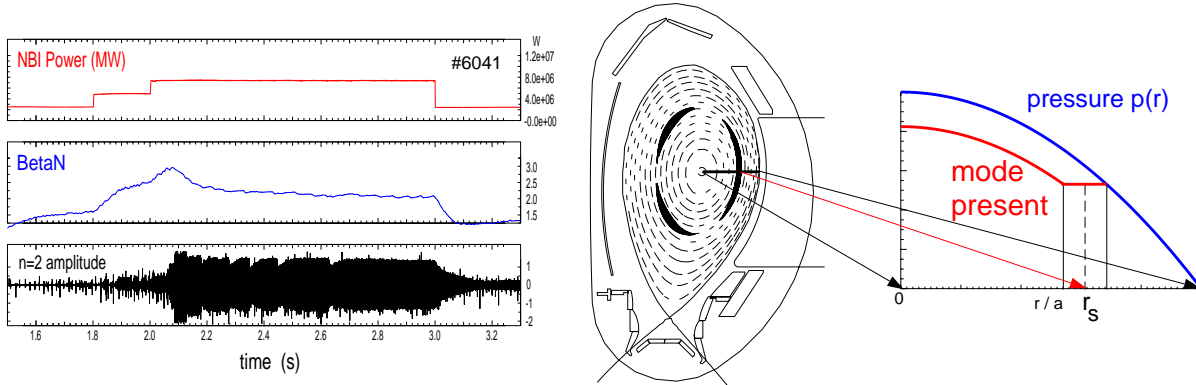 W
NBI Power (MW)
#6041
1.2e+07
8.0e+06
4.0e+06
-0.0e+00
BetaN
3.0
2.5
2.0
1.5
n=2 amplitude
1
0
-1
-2
1.6 1.8 2.0 2.2 2.4 2.6 2.8 3.0 3.2
time (s)
pressure p(r)
mode
present
0
r / a
rs